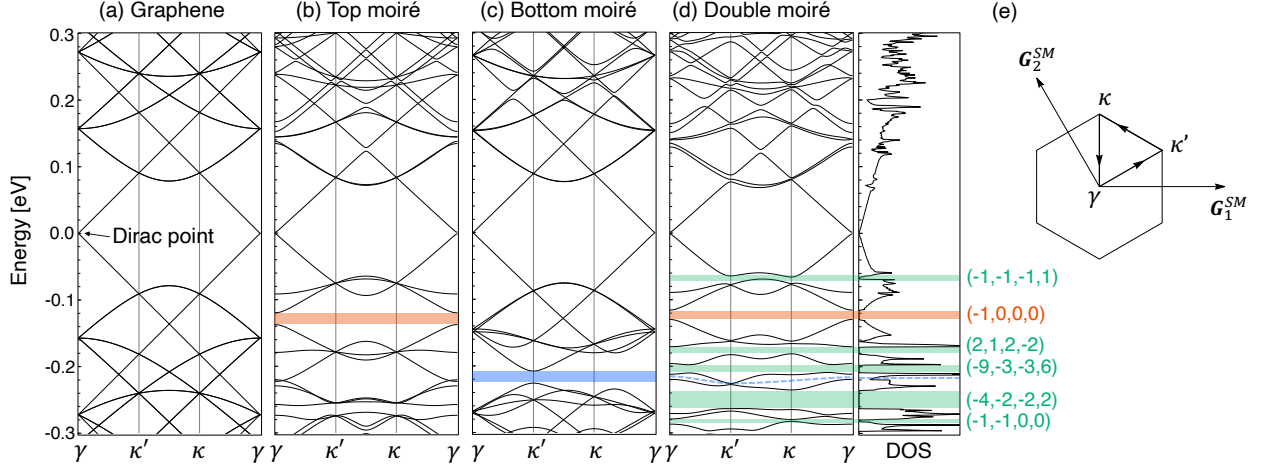 (a) Graphene
(b) Top moiré
(c) Bottom moiré
(d) Double moiré
(e)
Energy [eV]
0.3
0.2
0.1
0.0
-0.1
-0.2
-0.3
Dirac point
γ κ′ κ γ
γ κ′ κ γ
γ κ′ κ γ
γ κ′ κ γ
DOS
(-1,-1,-1,1)
(-1,0,0,0)
(2,1,2,-2)
(-9,-3,-3,6)
(-4,-2,-2,2)
(-1,-1,0,0)
G₂^SM
κ
κ′
γ
G₁^SM